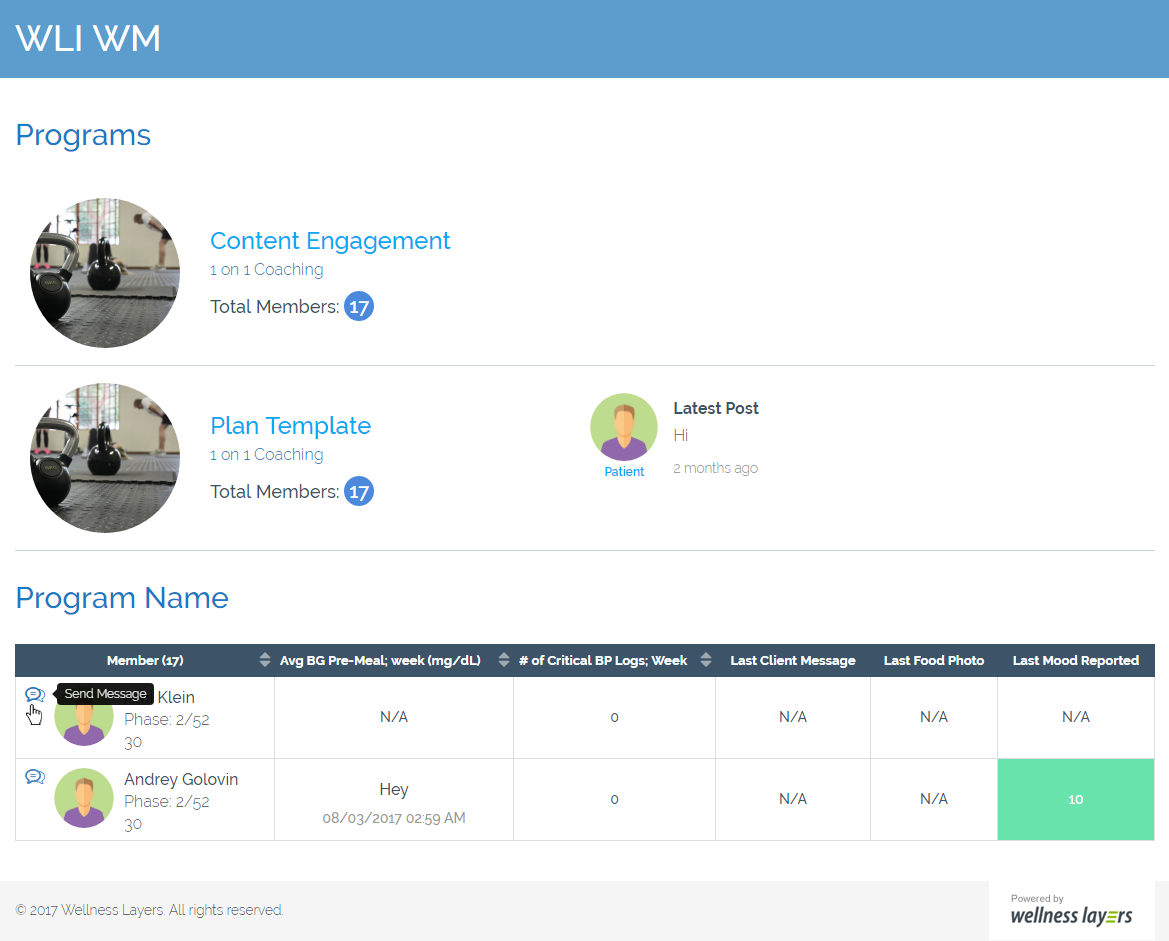 WLI WM
Programs
Content Engagement
1 on 1 Coaching
Total Members: 17
Plan Template
1 on 1 Coaching
Total Members: 17
Latest Post
Hi
2 months ago
Patient
Program Name
Member (17) Avg BG Pre-Meal; week (mg/dL) # of Critical BP Logs; Week Last Client Message Last Food Photo Last Mood Reported
Send Message Klein
Phase: 2/52
30
N/A 0 N/A N/A N/A
Andrey Golovin
Phase: 2/52
30
Hey
08/03/2017 02:59 AM
0 N/A N/A 10
© 2017 Wellness Layers. All rights reserved.
Powered by
wellness layers